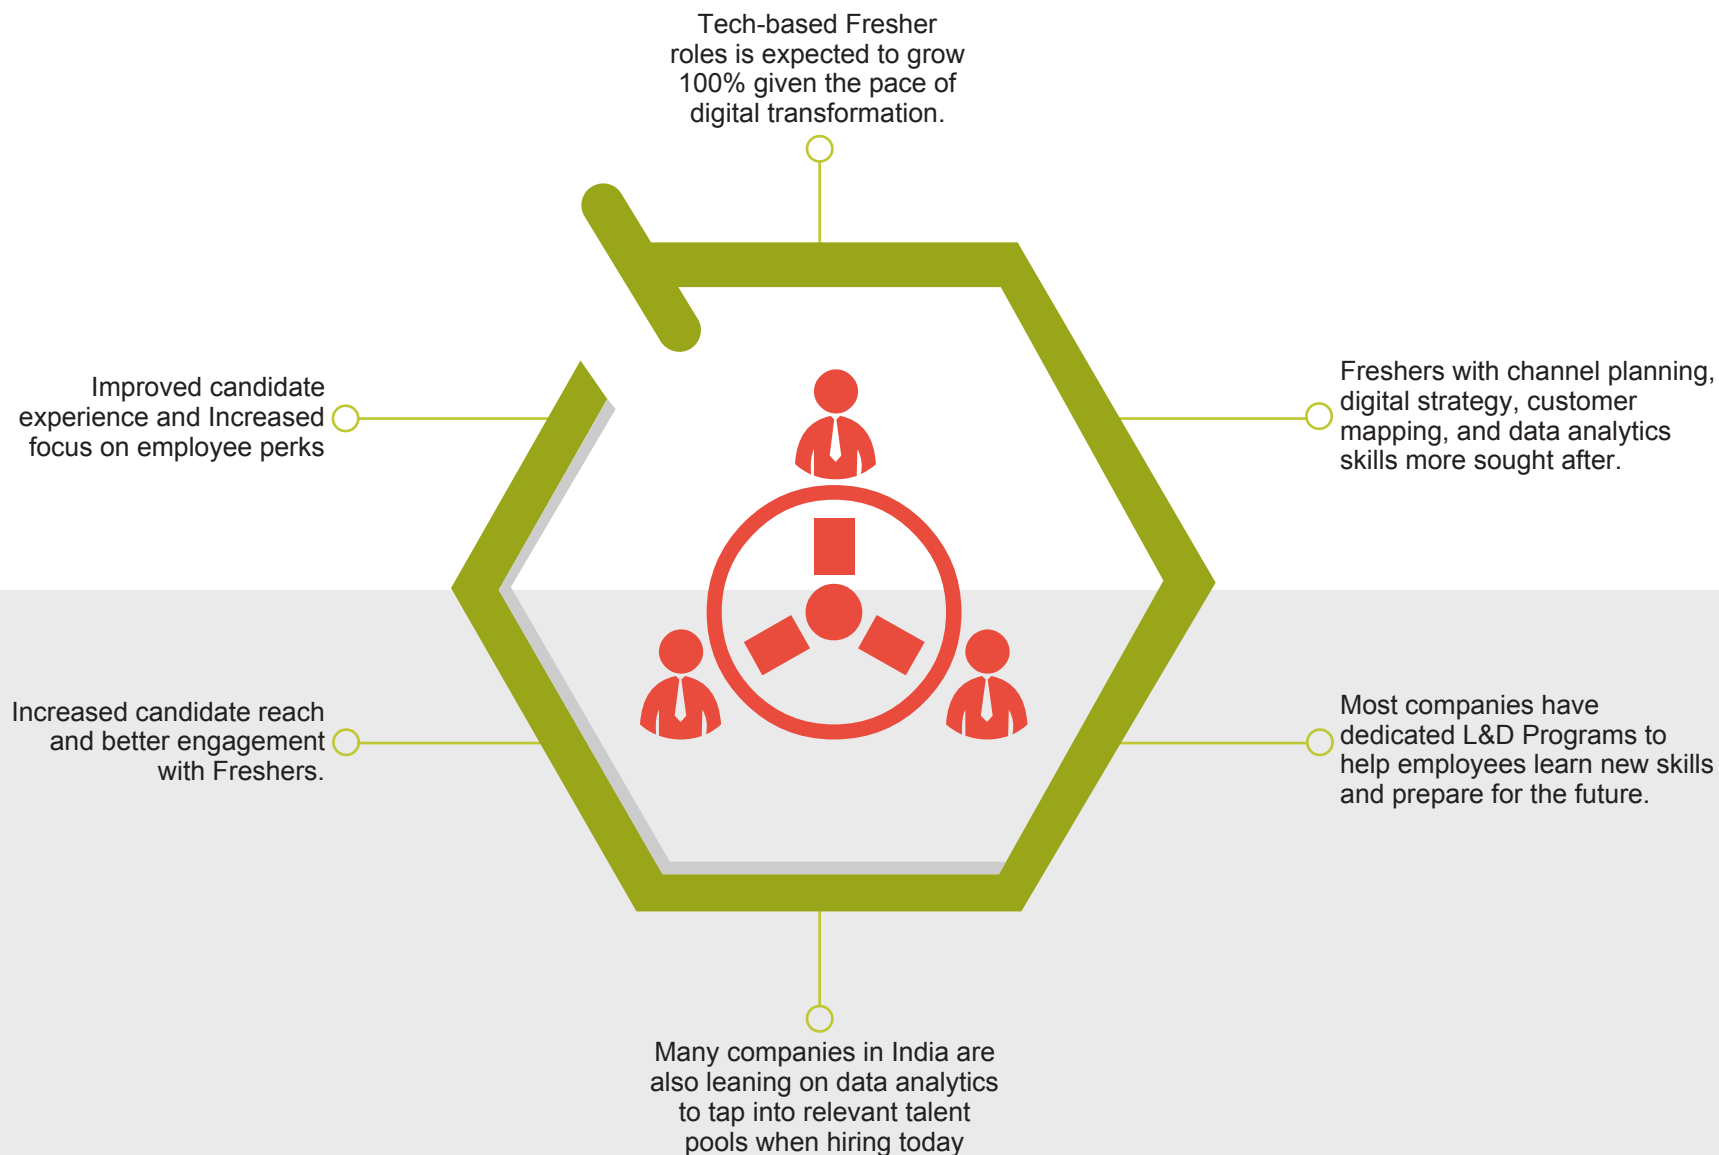 Tech-based Fresher
roles is expected to grow
100% given the pace of
digital transformation.
Improved candidate
experience and Increased
focus on employee perks
Freshers with channel planning,
digital strategy, customer
mapping, and data analytics
skills more sought after.
Increased candidate reach
and better engagement
with Freshers.
Most companies have
dedicated L&D Programs to
help employees learn new skills
and prepare for the future.
Many companies in India are
also leaning on data analytics
to tap into relevant talent
pools when hiring today